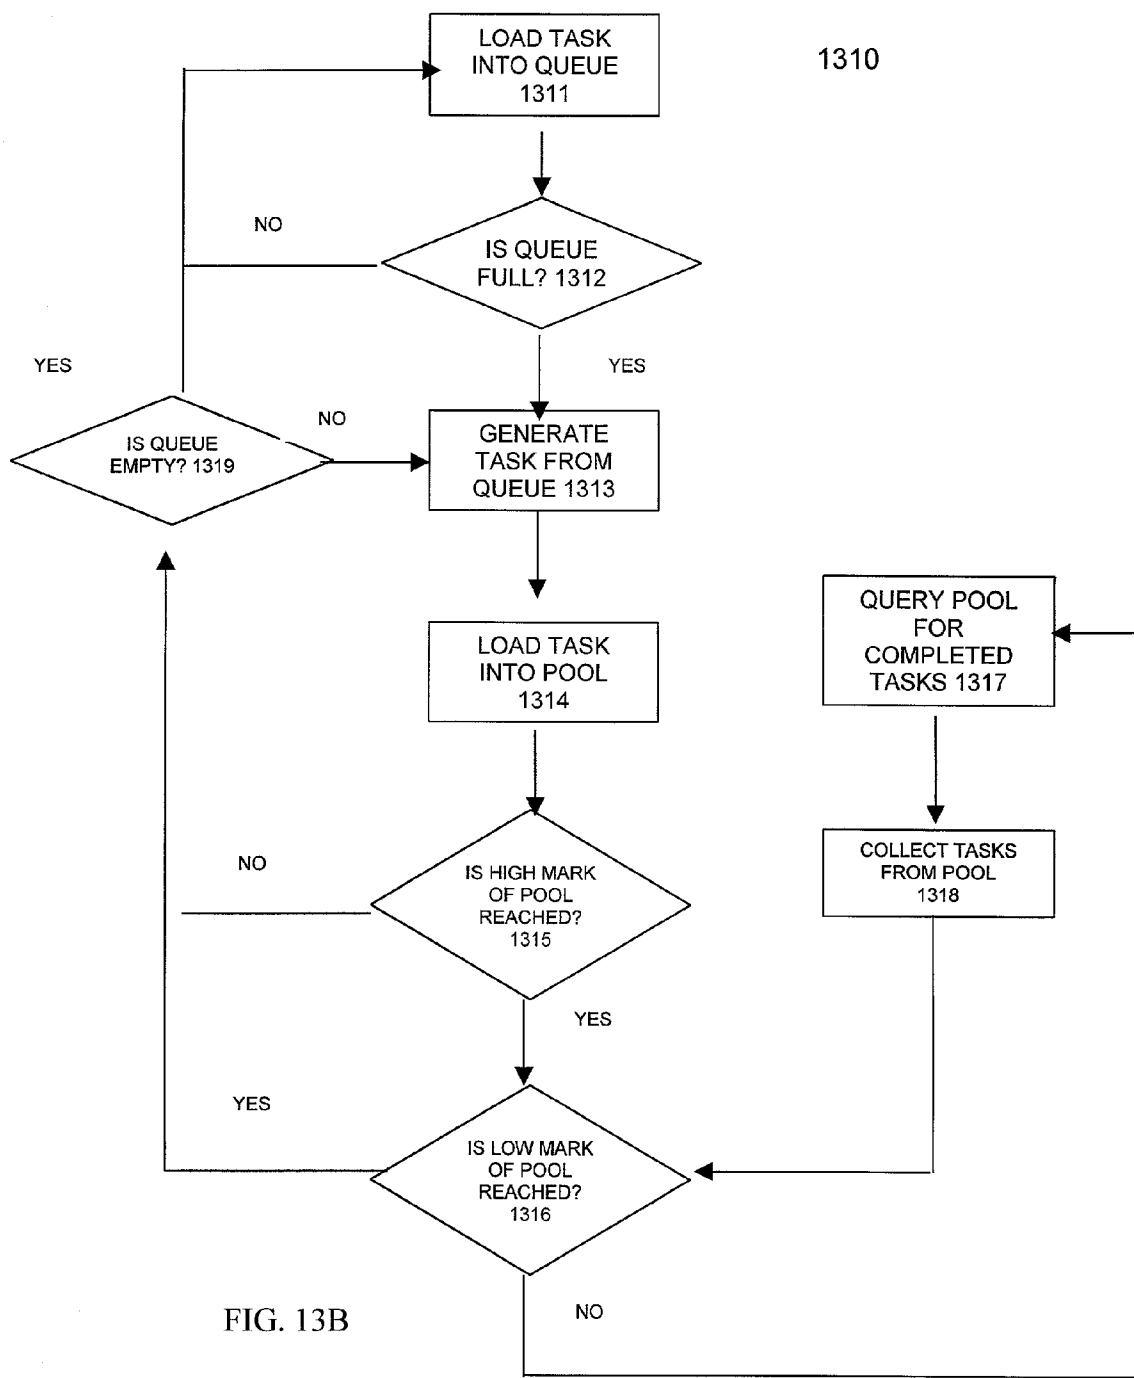 LOAD TASK
INTO QUEUE
1311
1310
NO
IS QUEUE
FULL? 1312
YES
YES
IS QUEUE
EMPTY? 1319
NO
GENERATE
TASK FROM
QUEUE 1313
LOAD TASK
INTO POOL
1314
QUERY POOL
FOR
COMPLETED
TASKS 1317
NO
IS HIGH MARK
OF POOL
REACHED?
1315
COLLECT TASKS
FROM POOL
1318
YES
YES
IS LOW MARK
OF POOL
REACHED?
1316
NO
FIG. 13B